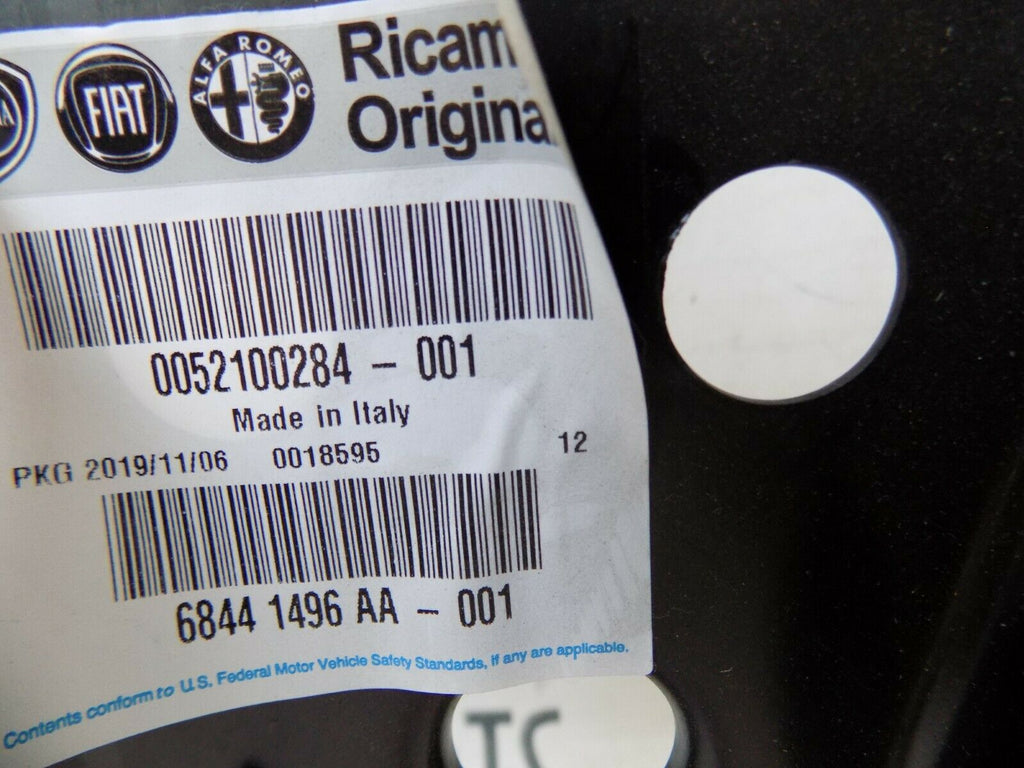 FIAT
ALFA ROMEO
Ricam
Origina
0052100284 - 001
Made in Italy
PKG 2019/11/06 0018595 12
6844 1496 AA - 001
Contents conform to U.S. Federal Motor Vehicle Safety Standards, if any are applicable.
TC